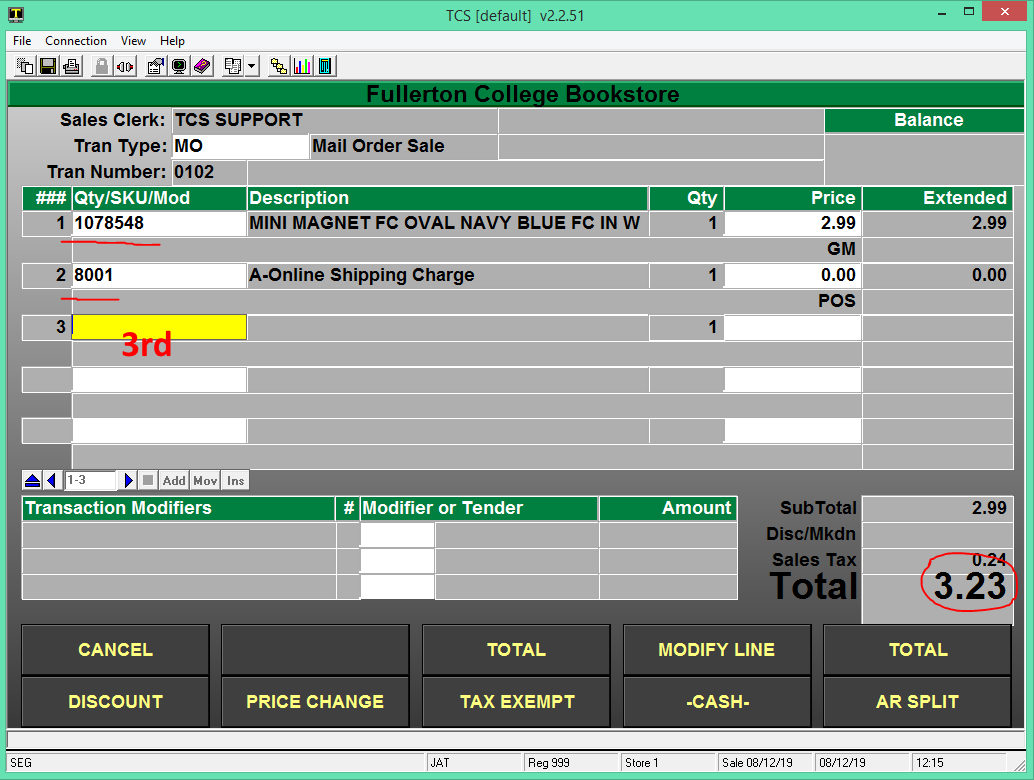 TCS [default] v2.2.51
File Connection View Help
Fullerton College Bookstore
Sales Clerk: TCS SUPPORT Balance
Tran Type: MO Mail Order Sale
Tran Number: 0102
### Qty/SKU/Mod Description Qty Price Extended
1 1078548 MINI MAGNET FC OVAL NAVY BLUE FC IN W 1 2.99 2.99
GM
2 8001 A-Online Shipping Charge 1 0.00 0.00
POS
3 1
3rd
1-3 Add Mov Ins
Transaction Modifiers # Modifier or Tender Amount SubTotal 2.99
Disc/Mkdn
Sales Tax 0.24
Total 3.23
CANCEL TOTAL MODIFY LINE TOTAL
DISCOUNT PRICE CHANGE TAX EXEMPT -CASH- AR SPLIT
SEG JAT Reg 999 Store 1 Sale 08/12/19 08/12/19 12:15